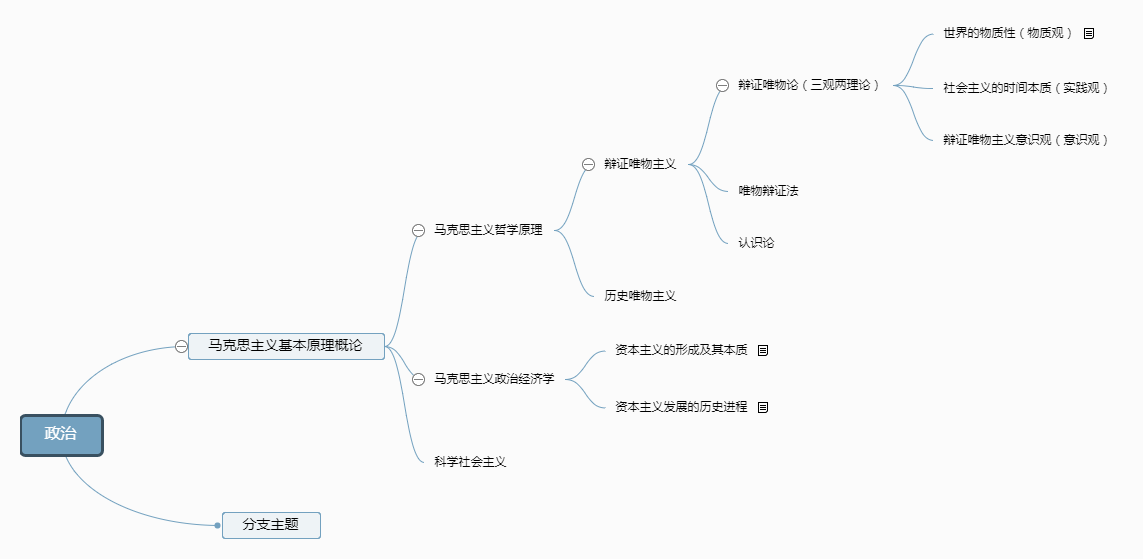 世界的物质性（物质观）
辩证唯物论（三观两理论）
社会主义的时间本质（实践观）
辩证唯物主义意识观（意识观）
辩证唯物主义
唯物辩证法
马克思主义哲学原理
认识论
历史唯物主义
马克思主义基本原理概论
资本主义的形成及其本质
马克思主义政治经济学
资本主义发展的历史进程
政治
科学社会主义
分支主题